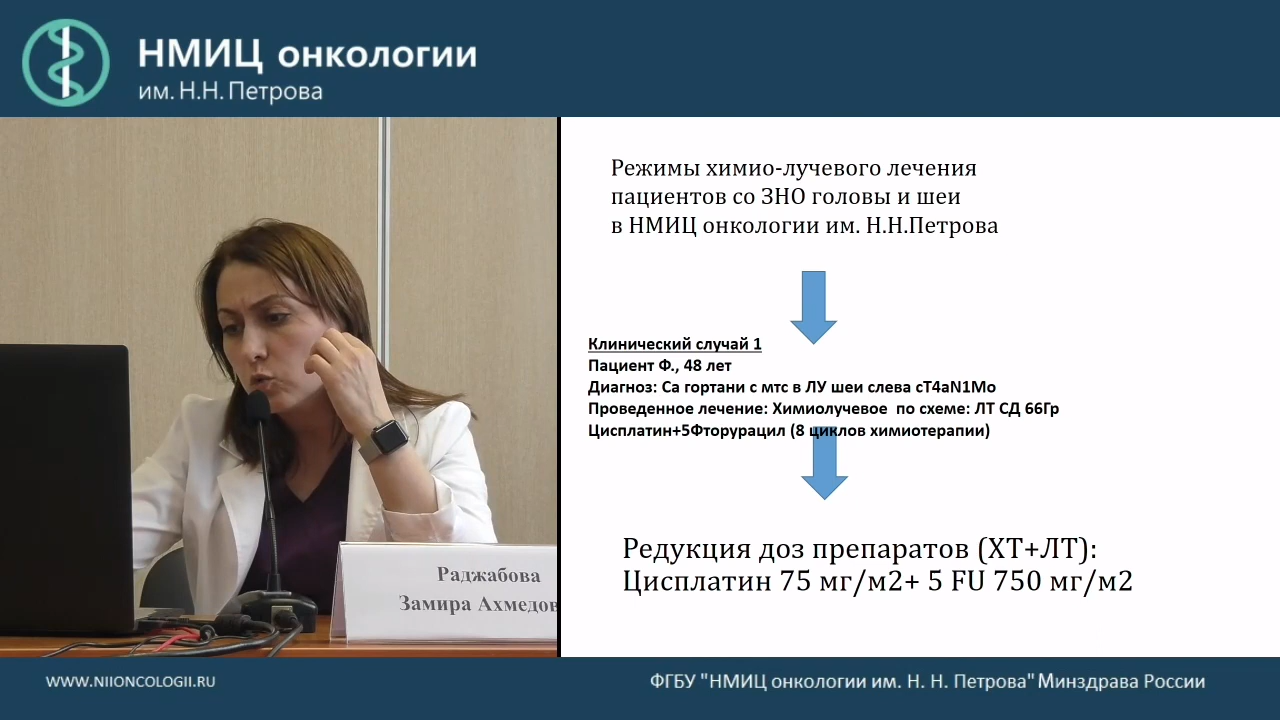 НМИЦ онкологии
им. Н.Н. Петрова
Режимы химио-лучевого лечения
пациентов со ЗНО головы и шеи
в НМИЦ онкологии им. Н.Н.Петрова
Клинический случай 1
Пациент Ф., 48 лет
Диагноз: Са гортани с мтс в ЛУ шеи слева сТ4аN1Мо
Проведенное лечение: Химиолучевое по схеме: ЛТ СД 66Гр
Цисплатин+5Фторурацил (8 циклов химиотерапии)
Редукция доз препаратов (ХТ+ЛТ):
Цисплатин 75 мг/м2+ 5 FU 750 мг/м2
Раджабова
Замира Ахмедов
WWW.NIIONCOLOGII.RU
ФГБУ "НМИЦ онкологии им. Н. Н. Петрова" Минздрава России